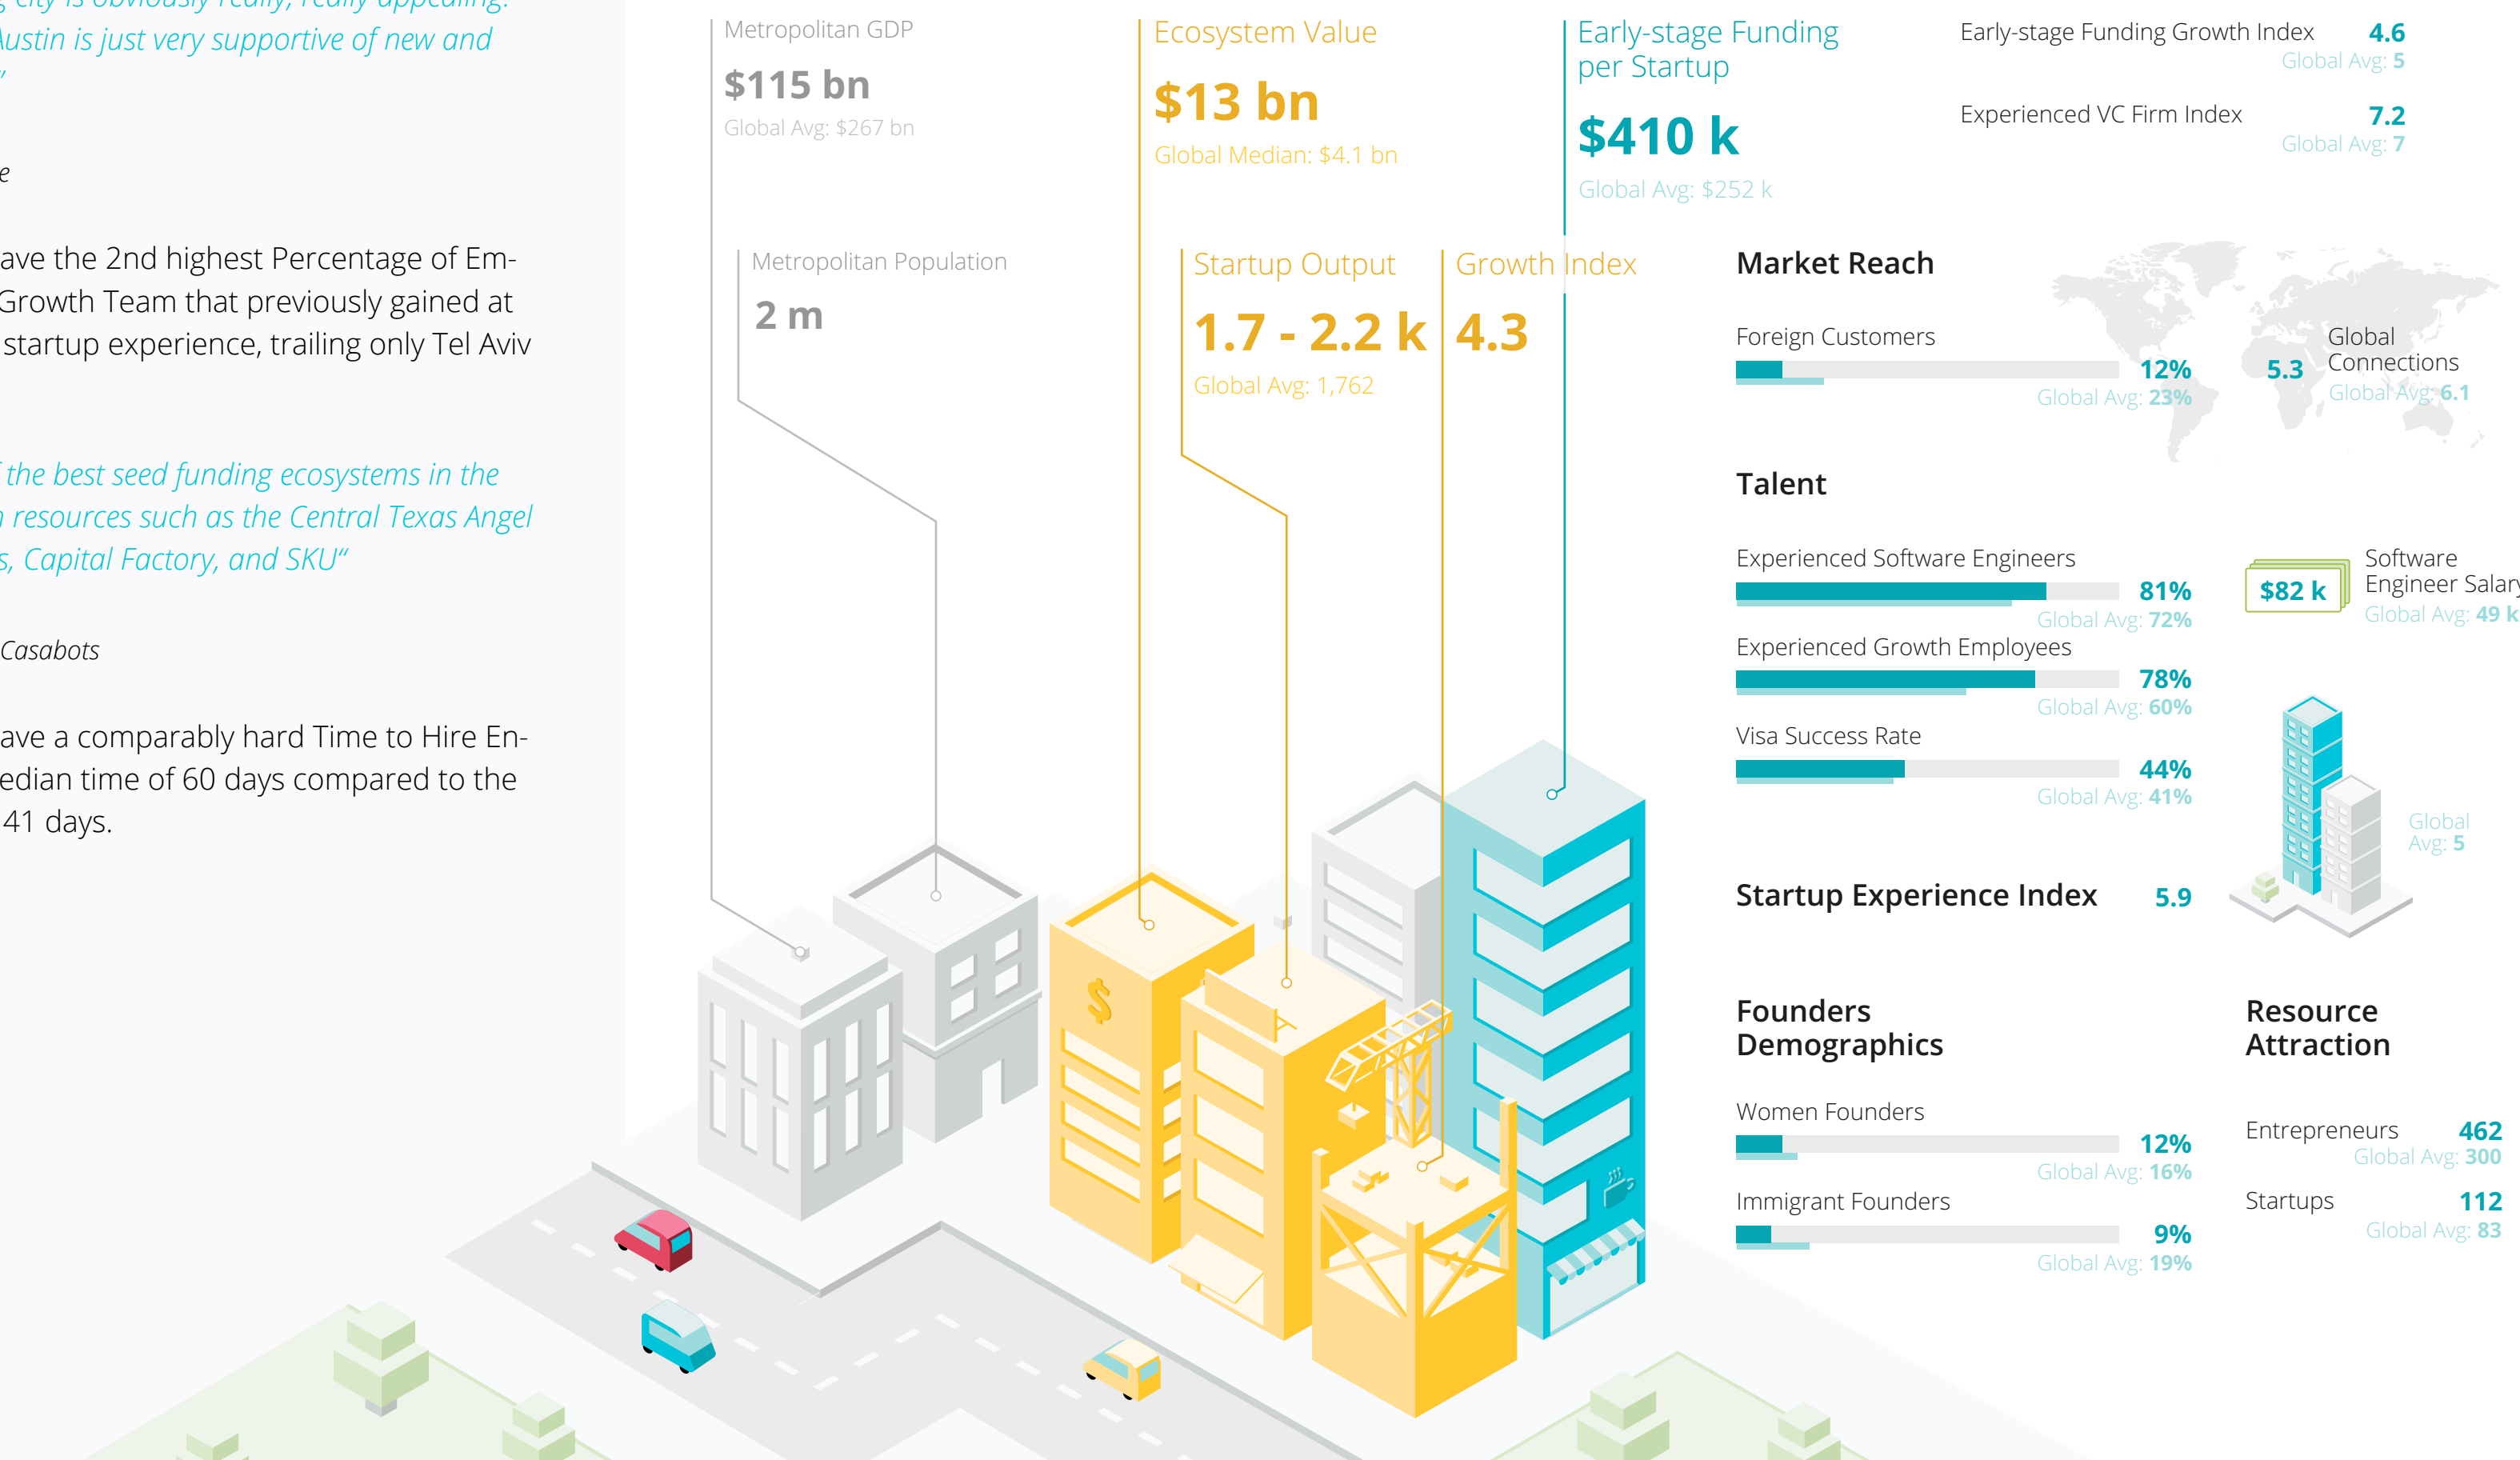 city is obviously really, really appealing.
Austin is just very supportive of new and
”
e
ave the 2nd highest Percentage of Em-
Growth Team that previously gained at
startup experience, trailing only Tel Aviv
the best seed funding ecosystems in the
resources such as the Central Texas Angel
s, Capital Factory, and SKU“
Casabots
ave a comparably hard Time to Hire En-
edian time of 60 days compared to the
41 days.
Metropolitan GDP
$115 bn
Global Avg: $267 bn
Ecosystem Value
$13 bn
Global Median: $4.1 bn
Early-stage Funding
per Startup
$410 k
Global Avg: $252 k
Early-stage Funding Growth Index 4.6
Global Avg: 5
Experienced VC Firm Index 7.2
Global Avg: 7
Metropolitan Population
2 m
Startup Output
1.7 - 2.2 k
Global Avg: 1,762
Growth Index
4.3
Market Reach
Foreign Customers
12%
Global Avg: 23%
5.3
Global
Connections
Global Avg: 6.1
Talent
Experienced Software Engineers
81%
Global Avg: 72%
$82 k
Software
Engineer Salary
Global Avg: 49 k
Experienced Growth Employees
78%
Global Avg: 60%
Visa Success Rate
44%
Global Avg: 41%
Startup Experience Index 5.9
Global
Avg: 5
Founders
Demographics
Women Founders
12%
Global Avg: 16%
Immigrant Founders
9%
Global Avg: 19%
Resource
Attraction
Entrepreneurs 462
Global Avg: 300
Startups 112
Global Avg: 83
$